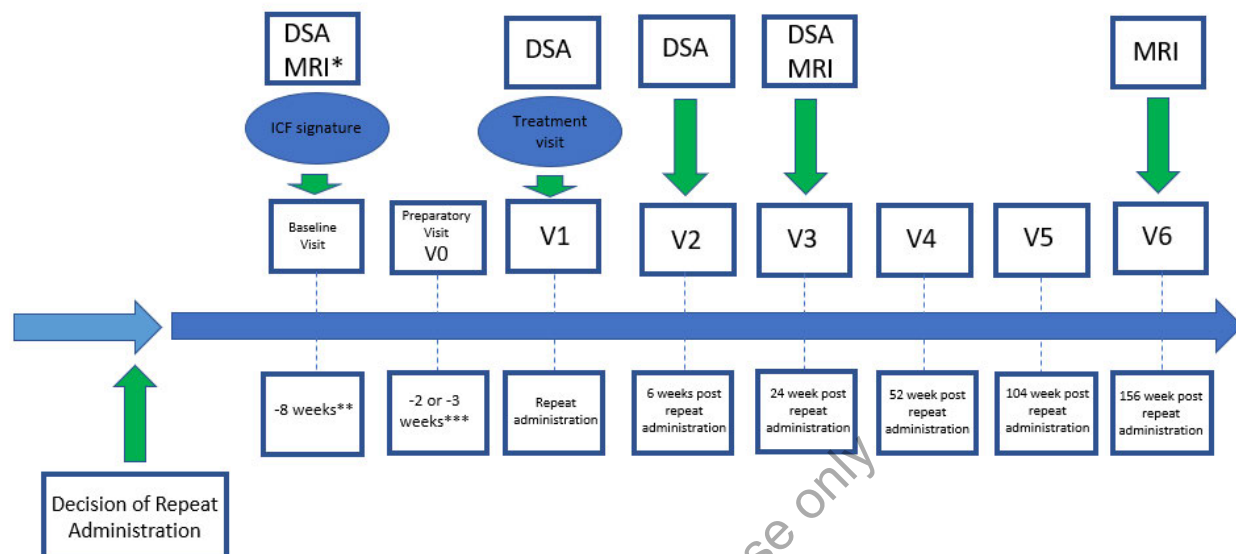 DSA
MRI*
DSA
DSA
DSA
MRI
MRI
ICF signature
Treatment
visit
Baseline
Visit
Preparatory
Visit
V0
V1
V2
V3
V4
V5
V6
-8 weeks**
-2 or -3
weeks***
Repeat
administration
6 weeks post
repeat
administration
24 week post
repeat
administration
52 week post
repeat
administration
104 week post
repeat
administration
156 week post
repeat
administration
Decision of Repeat
Administration
only